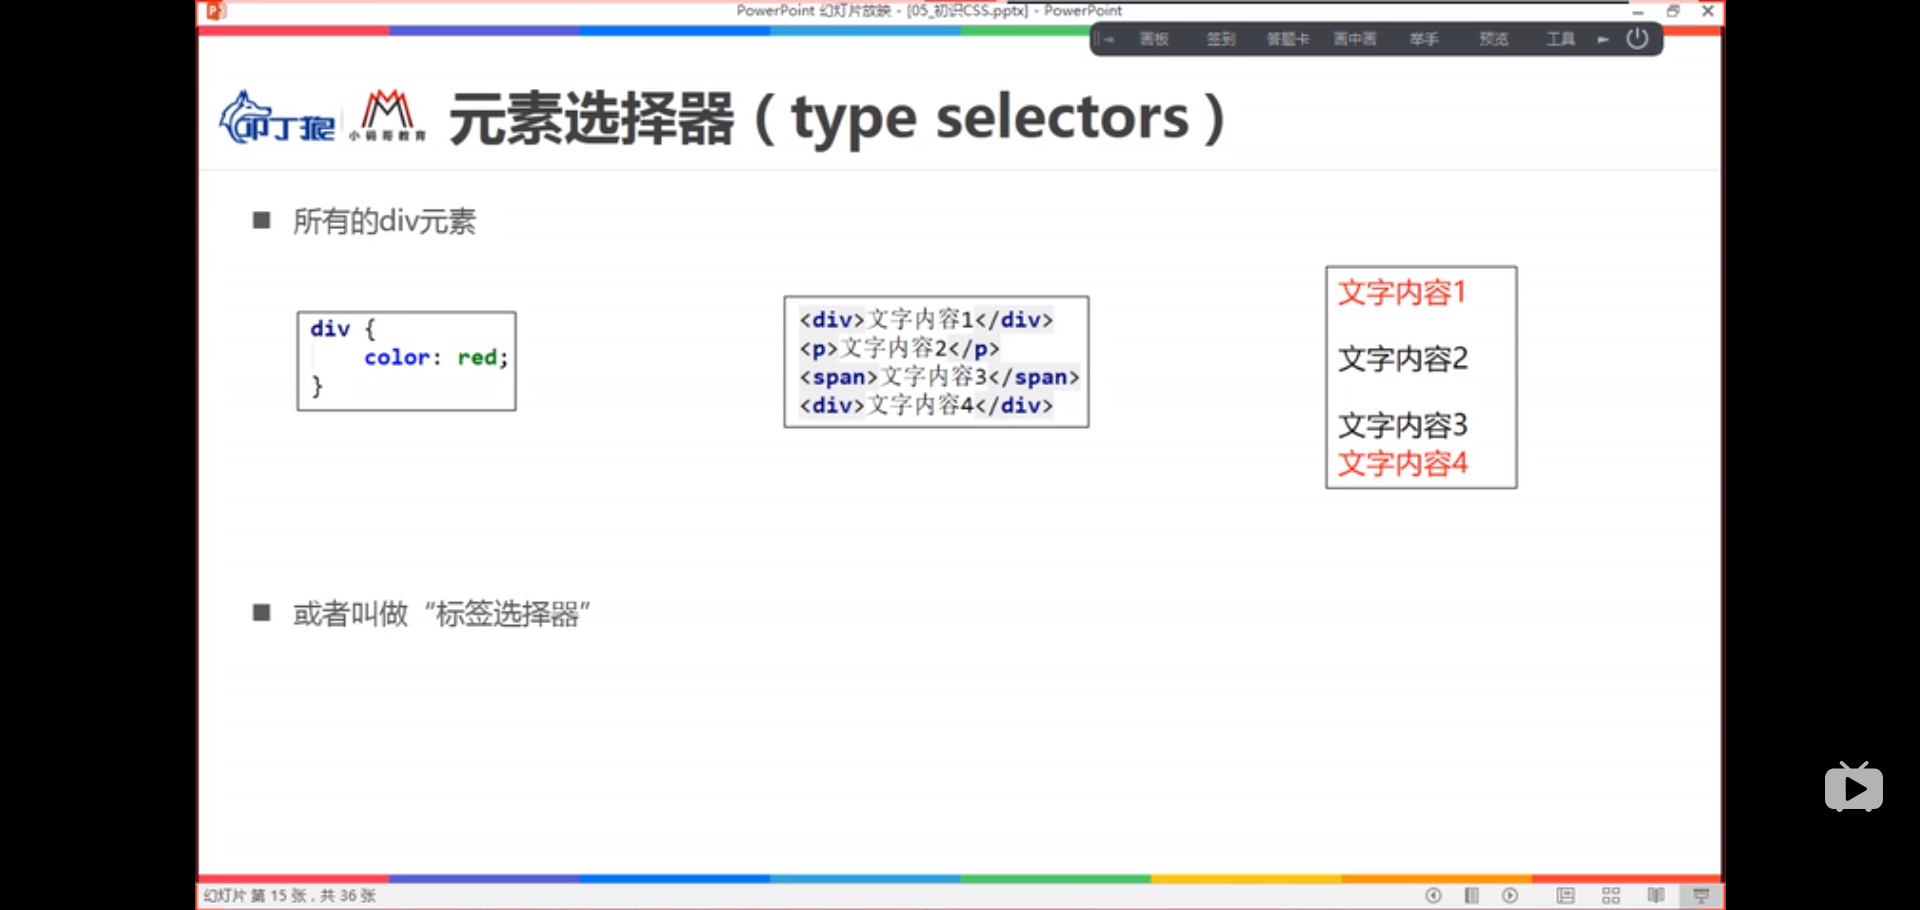 PowerPoint 幻灯片放映 - [05_初识CSS.pptx] - PowerPoint
画板 签到 答题卡 画中画 举手 预览 工具
叩丁狼 小码哥教育 元素选择器（type selectors）
所有的div元素
div {
color: red;
}
<div>文字内容1</div>
<p>文字内容2</p>
<span>文字内容3</span>
<div>文字内容4</div>
文字内容1
文字内容2
文字内容3
文字内容4
或者叫做“标签选择器”
幻灯片 第 15 张，共 36 张